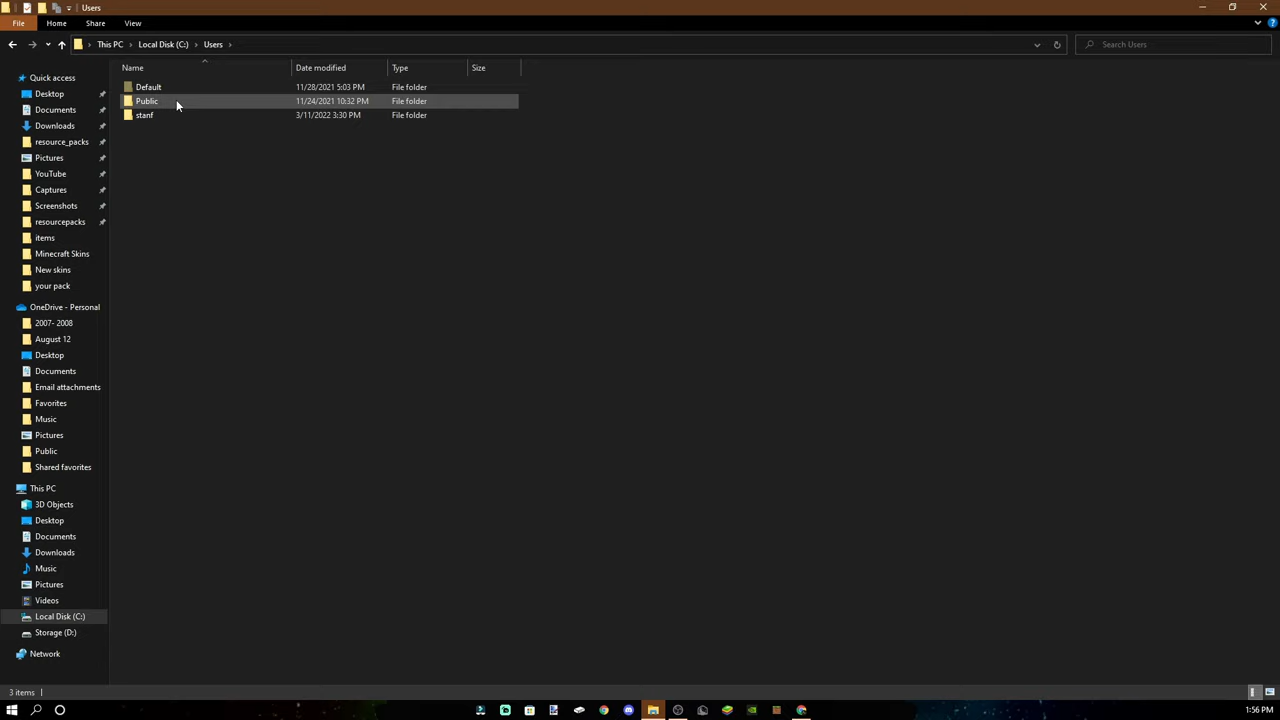 Users
File Home Share View
This PC Local Disk (C:) Users Search Users
Name Date modified Type Size
Default 11/28/2021 5:03 PM File folder
Public 11/24/2021 10:32 PM File folder
stanf 3/11/2022 3:30 PM File folder
Quick access
Desktop
Documents
Downloads
resource_packs
Pictures
YouTube
Captures
Screenshots
resourcepacks
items
Minecraft Skins
New skins
your pack
OneDrive - Personal
2007- 2008
August 12
Desktop
Documents
Email attachments
Favorites
Music
Pictures
Public
Shared favorites
This PC
3D Objects
Desktop
Documents
Downloads
Music
Pictures
Videos
Local Disk (C:)
Storage (D:)
Network
3 items
1:56 PM